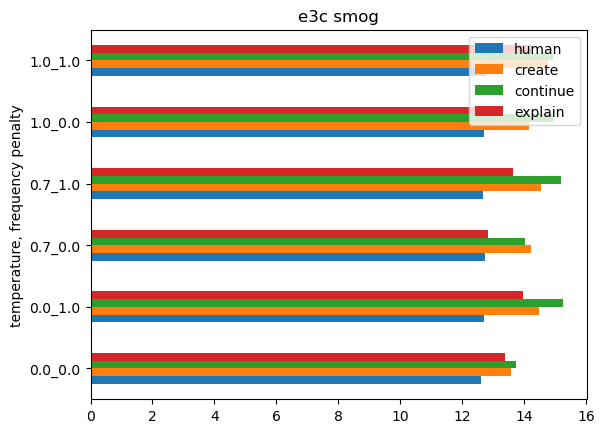 e3c smog
human
create
continue
explain
temperature, frequency penalty
1.0_1.0
1.0_0.0
0.7_1.0
0.7_0.0
0.0_1.0
0.0_0.0
0 2 4 6 8 10 12 14 16